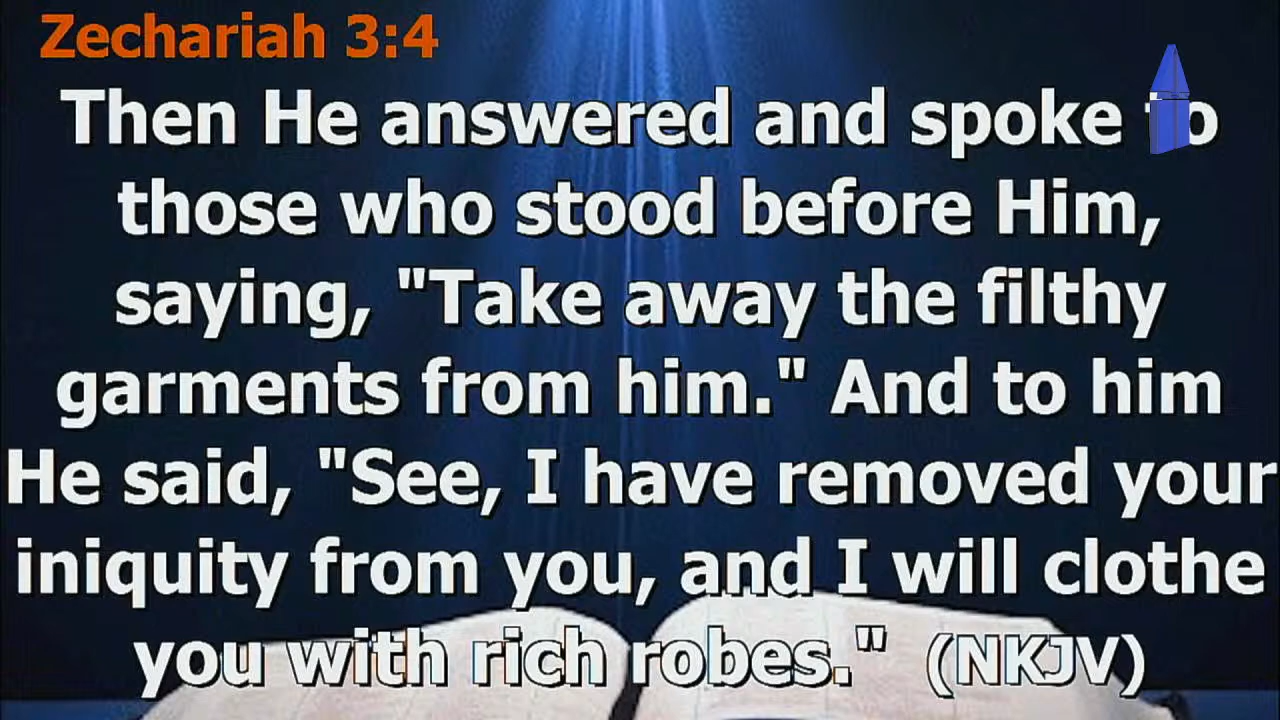 Zechariah 3:4
Then He answered and spoke to
those who stood before Him,
saying, "Take away the filthy
garments from him." And to him
He said, "See, I have removed your
iniquity from you, and I will clothe
you with rich robes." (NKJV)